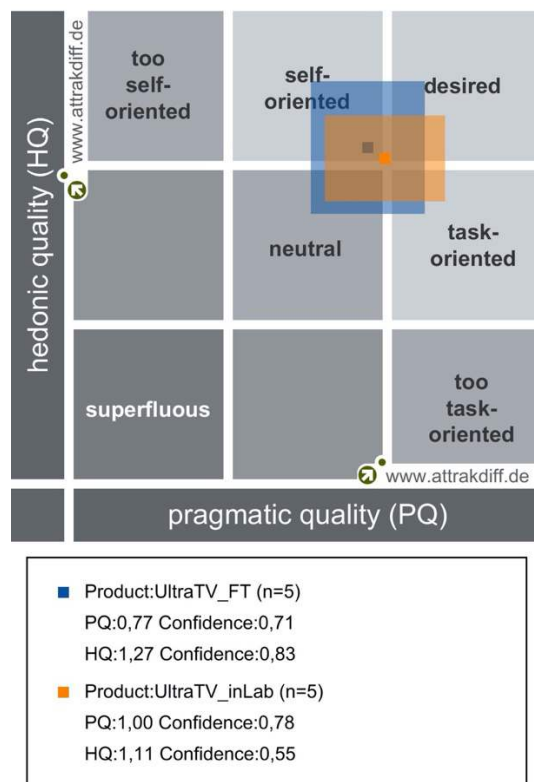 too
self-
oriented
self-
oriented
desired
neutral
task-
oriented
superfluous
too
task-
oriented
www.attrakdiff.de
www.attrakdiff.de
hedonic quality (HQ)
pragmatic quality (PQ)
Product:UltraTV_FT (n=5)
PQ:0,77 Confidence:0,71
HQ:1,27 Confidence:0,83
Product:UltraTV_inLab (n=5)
PQ:1,00 Confidence:0,78
HQ:1,11 Confidence:0,55